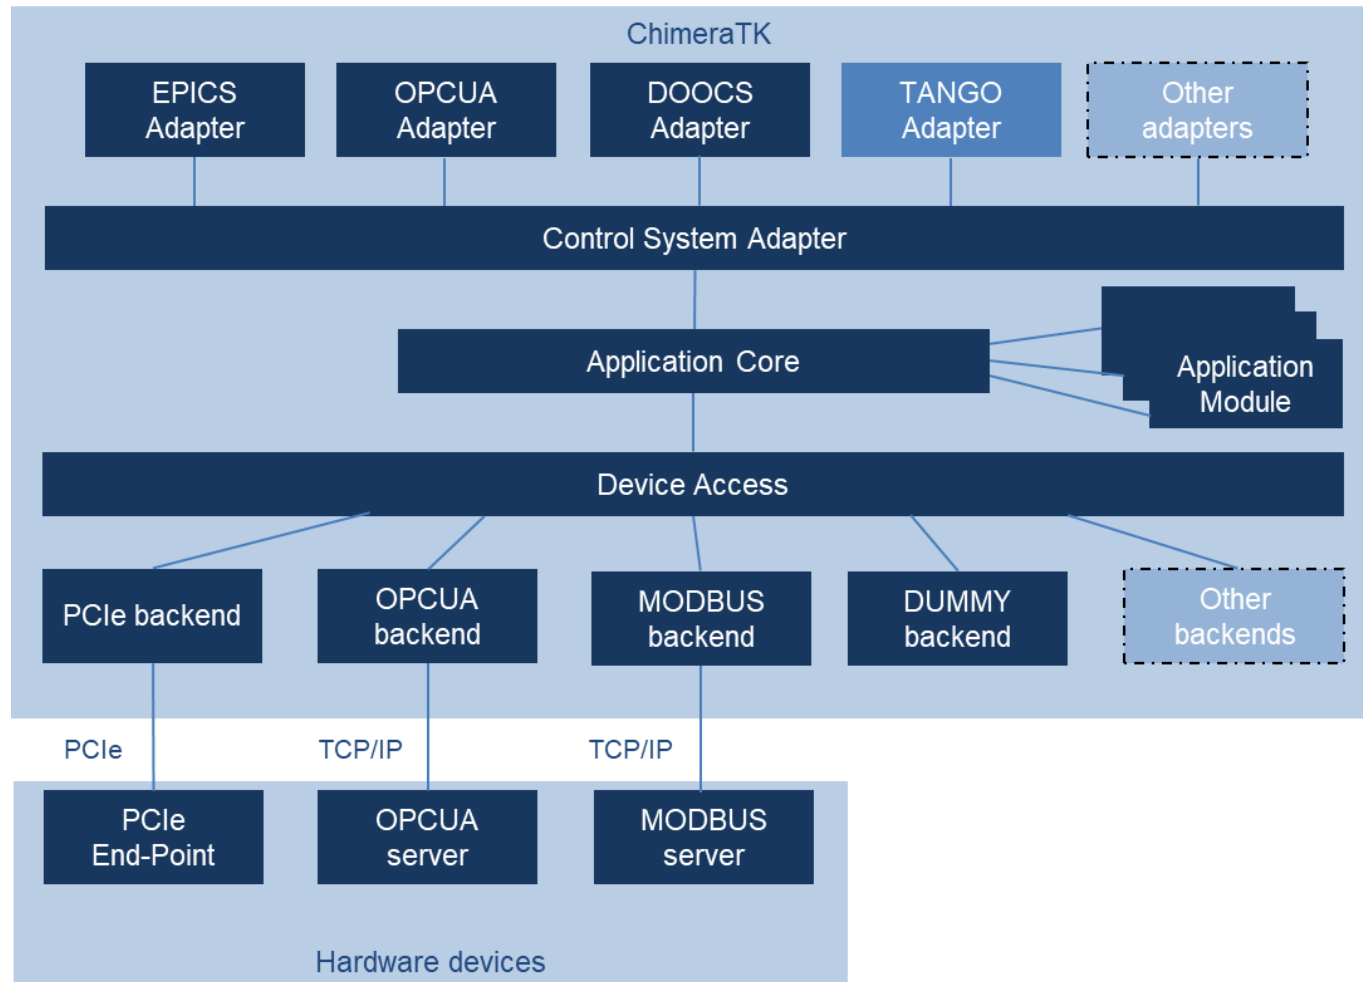 ChimeraTK
EPICS
Adapter
OPCUA
Adapter
DOOCS
Adapter
TANGO
Adapter
Other
adapters
Control System Adapter
Application Core
Application
Module
Device Access
PCIe backend
OPCUA
backend
MODBUS
backend
DUMMY
backend
Other
backends
PCIe
TCP/IP
TCP/IP
PCIe
End-Point
OPCUA
server
MODBUS
server
Hardware devices